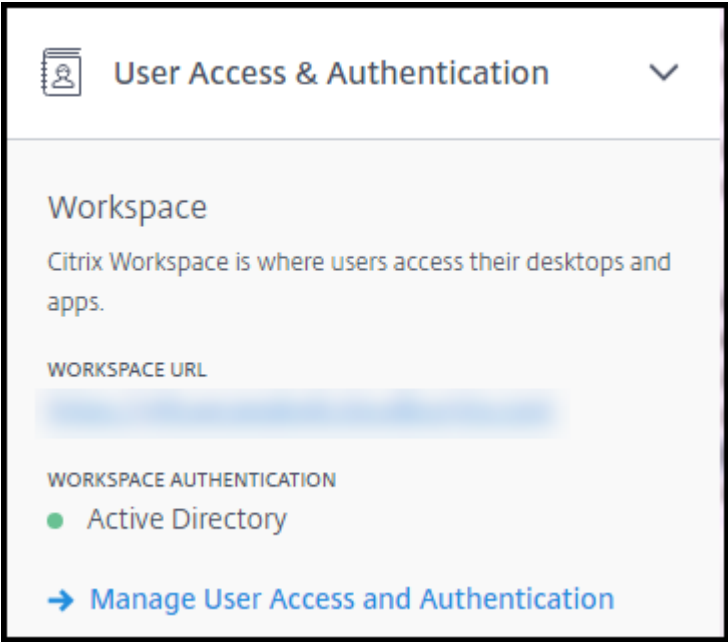 User Access & Authentication
Workspace
Citrix Workspace is where users access their desktops and
apps.
WORKSPACE URL
WORKSPACE AUTHENTICATION
Active Directory
Manage User Access and Authentication